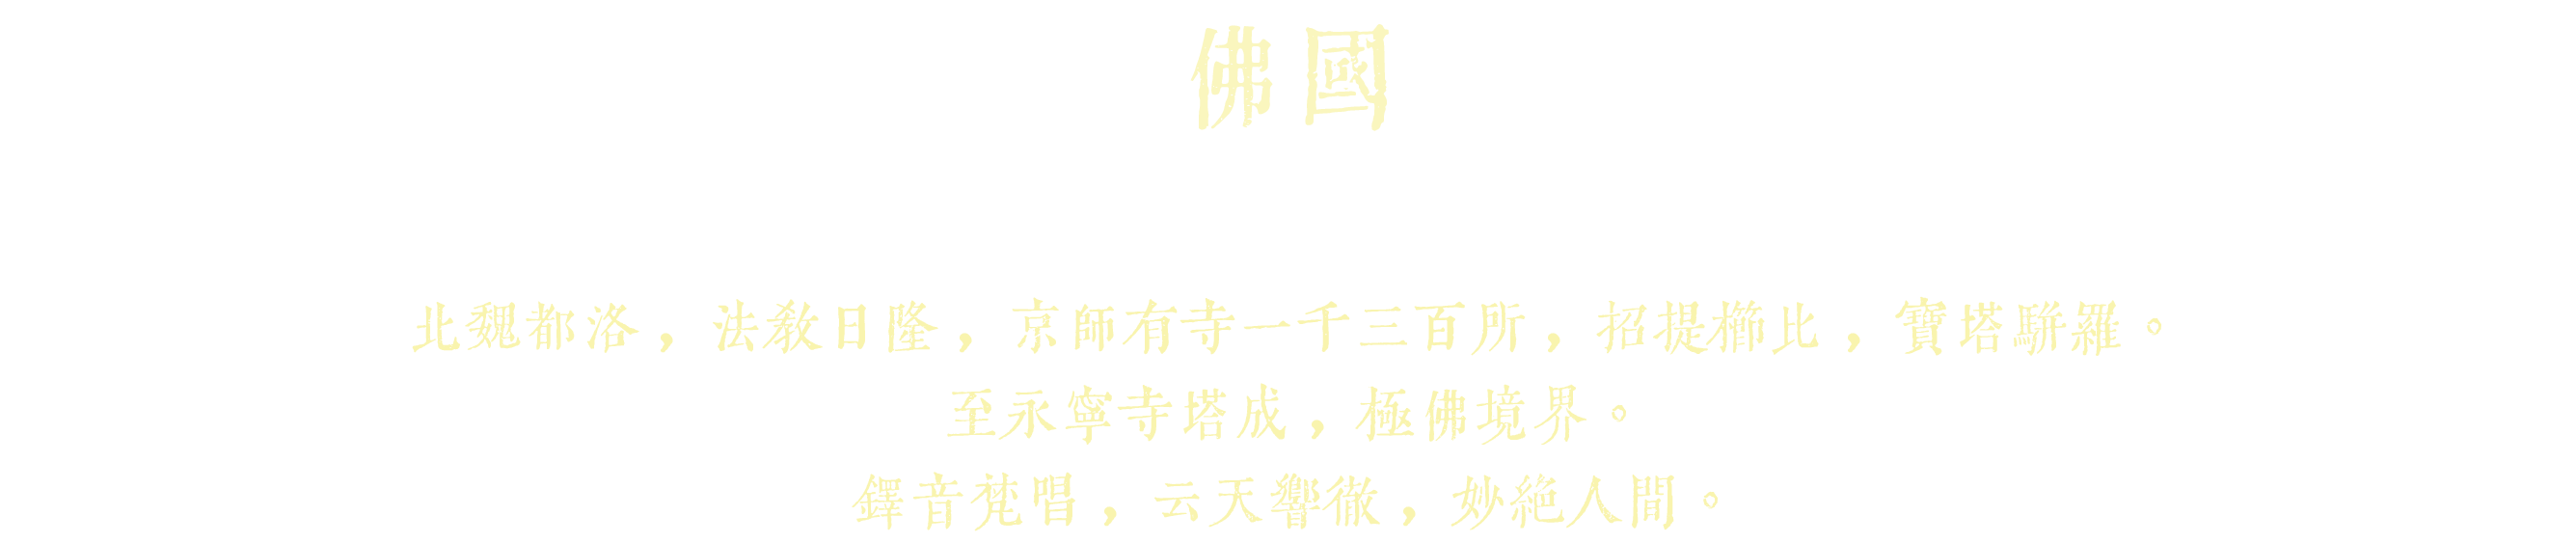 佛國
北魏都洛，法教日隆，京師有寺一千三百所，招提櫛比，寶塔駢羅。
至永寧寺塔成，極佛境界。
鐸音梵唱，云天響徹，妙絕人間。